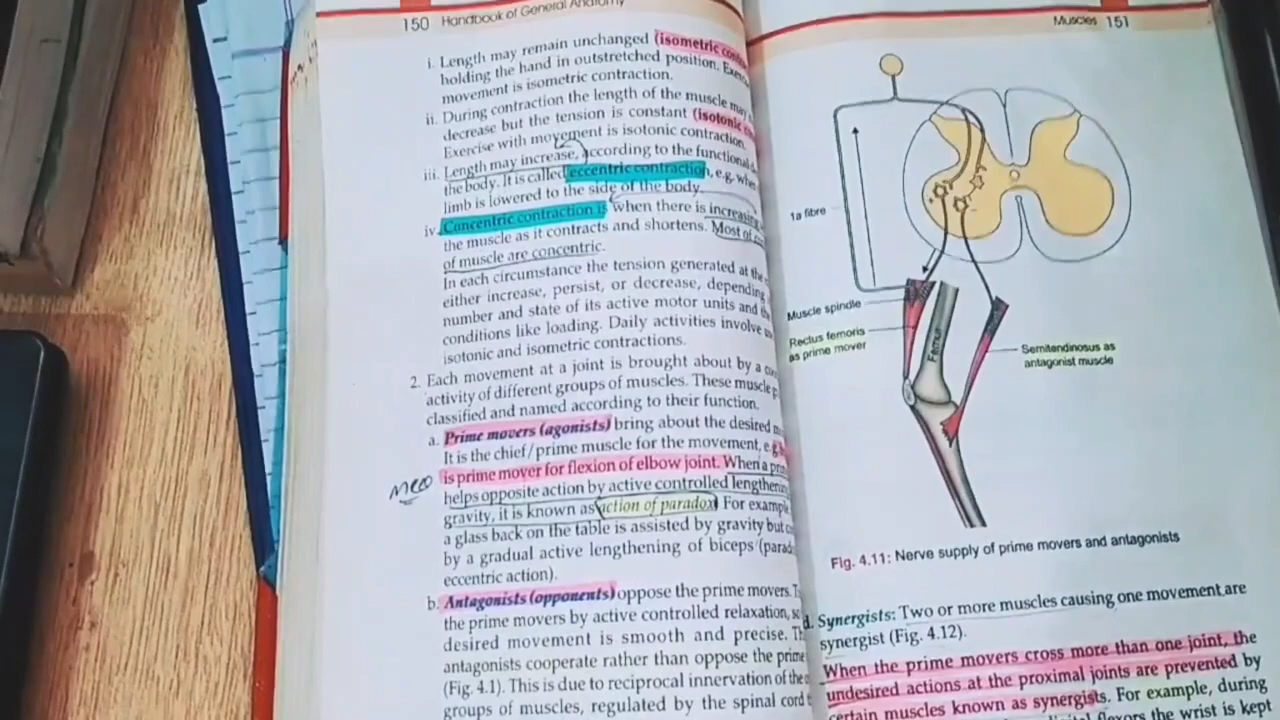 150 Handbook of General Anatomy
i. Length may remain unchanged (isometric
holding the hand in outstretched position.
movement is isometric contraction.
ii. During contraction the length of the muscle may
decrease but the tension is constant (isotonic
Exercise with movement is isotonic contraction.
iii. Length may increase, according to the functional
the body. It is called eccentric contraction, e.g. when
limb is lowered to the side of the body.
iv. Concentric contraction is when there is increasing
the muscle as it contracts and shortens. Most of
of muscle are concentric.
In each circumstance the tension generated at the
either increase, persist, or decrease, depending
number and state of its active motor units and
conditions like loading. Daily activities involve
isotonic and isometric contractions.
2. Each movement at a joint is brought about by a
activity of different groups of muscles. These muscle
classified and named according to their function.
a. Prime movers (agonists) bring about the desired
It is the chief/prime muscle for the movement, e.g.
is prime mover for flexion of elbow joint. When a
helps opposite action by active controlled
gravity, it is known as action of paradox. For example
a glass back on the table is assisted by gravity but
by a gradual active lengthening of biceps
eccentric action).
b. Antagonists (opponents) oppose the prime movers.
the prime movers by active controlled relaxation,
desired movement is smooth and precise.
antagonists cooperate rather than oppose the prime
(Fig. 4.1). This is due to reciprocal innervation of the
groups of muscles, regulated by the spinal cord
Muscles 151
1a fibre
Muscle spindle
Rectus femoris
as prime mover
Femur
Semitendinosus as
antagonist muscle
Fig. 4.11: Nerve supply of prime movers and antagonists
d. Synergists: Two or more muscles causing one movement are
synergist (Fig. 4.12).
When the prime movers cross more than one joint, the
undesired actions at the proximal joints are prevented by
certain muscles known as synergists. For example, during
flexors the wrist is kept